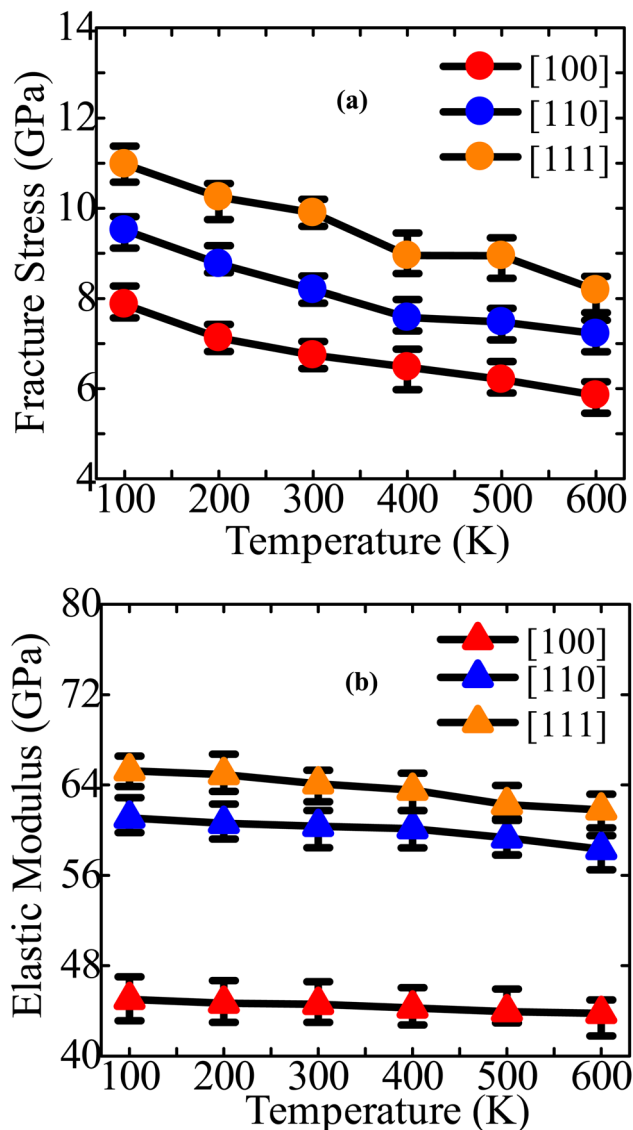 14
12
10
8
6
4
Fracture Stress (GPa)
(a)
[100]
[110]
[111]
100 200 300 400 500 600
Temperature (K)
80
72
64
56
48
40
Elastic Modulus (GPa)
(b)
[100]
[110]
[111]
100 200 300 400 500 600
Temperature (K)